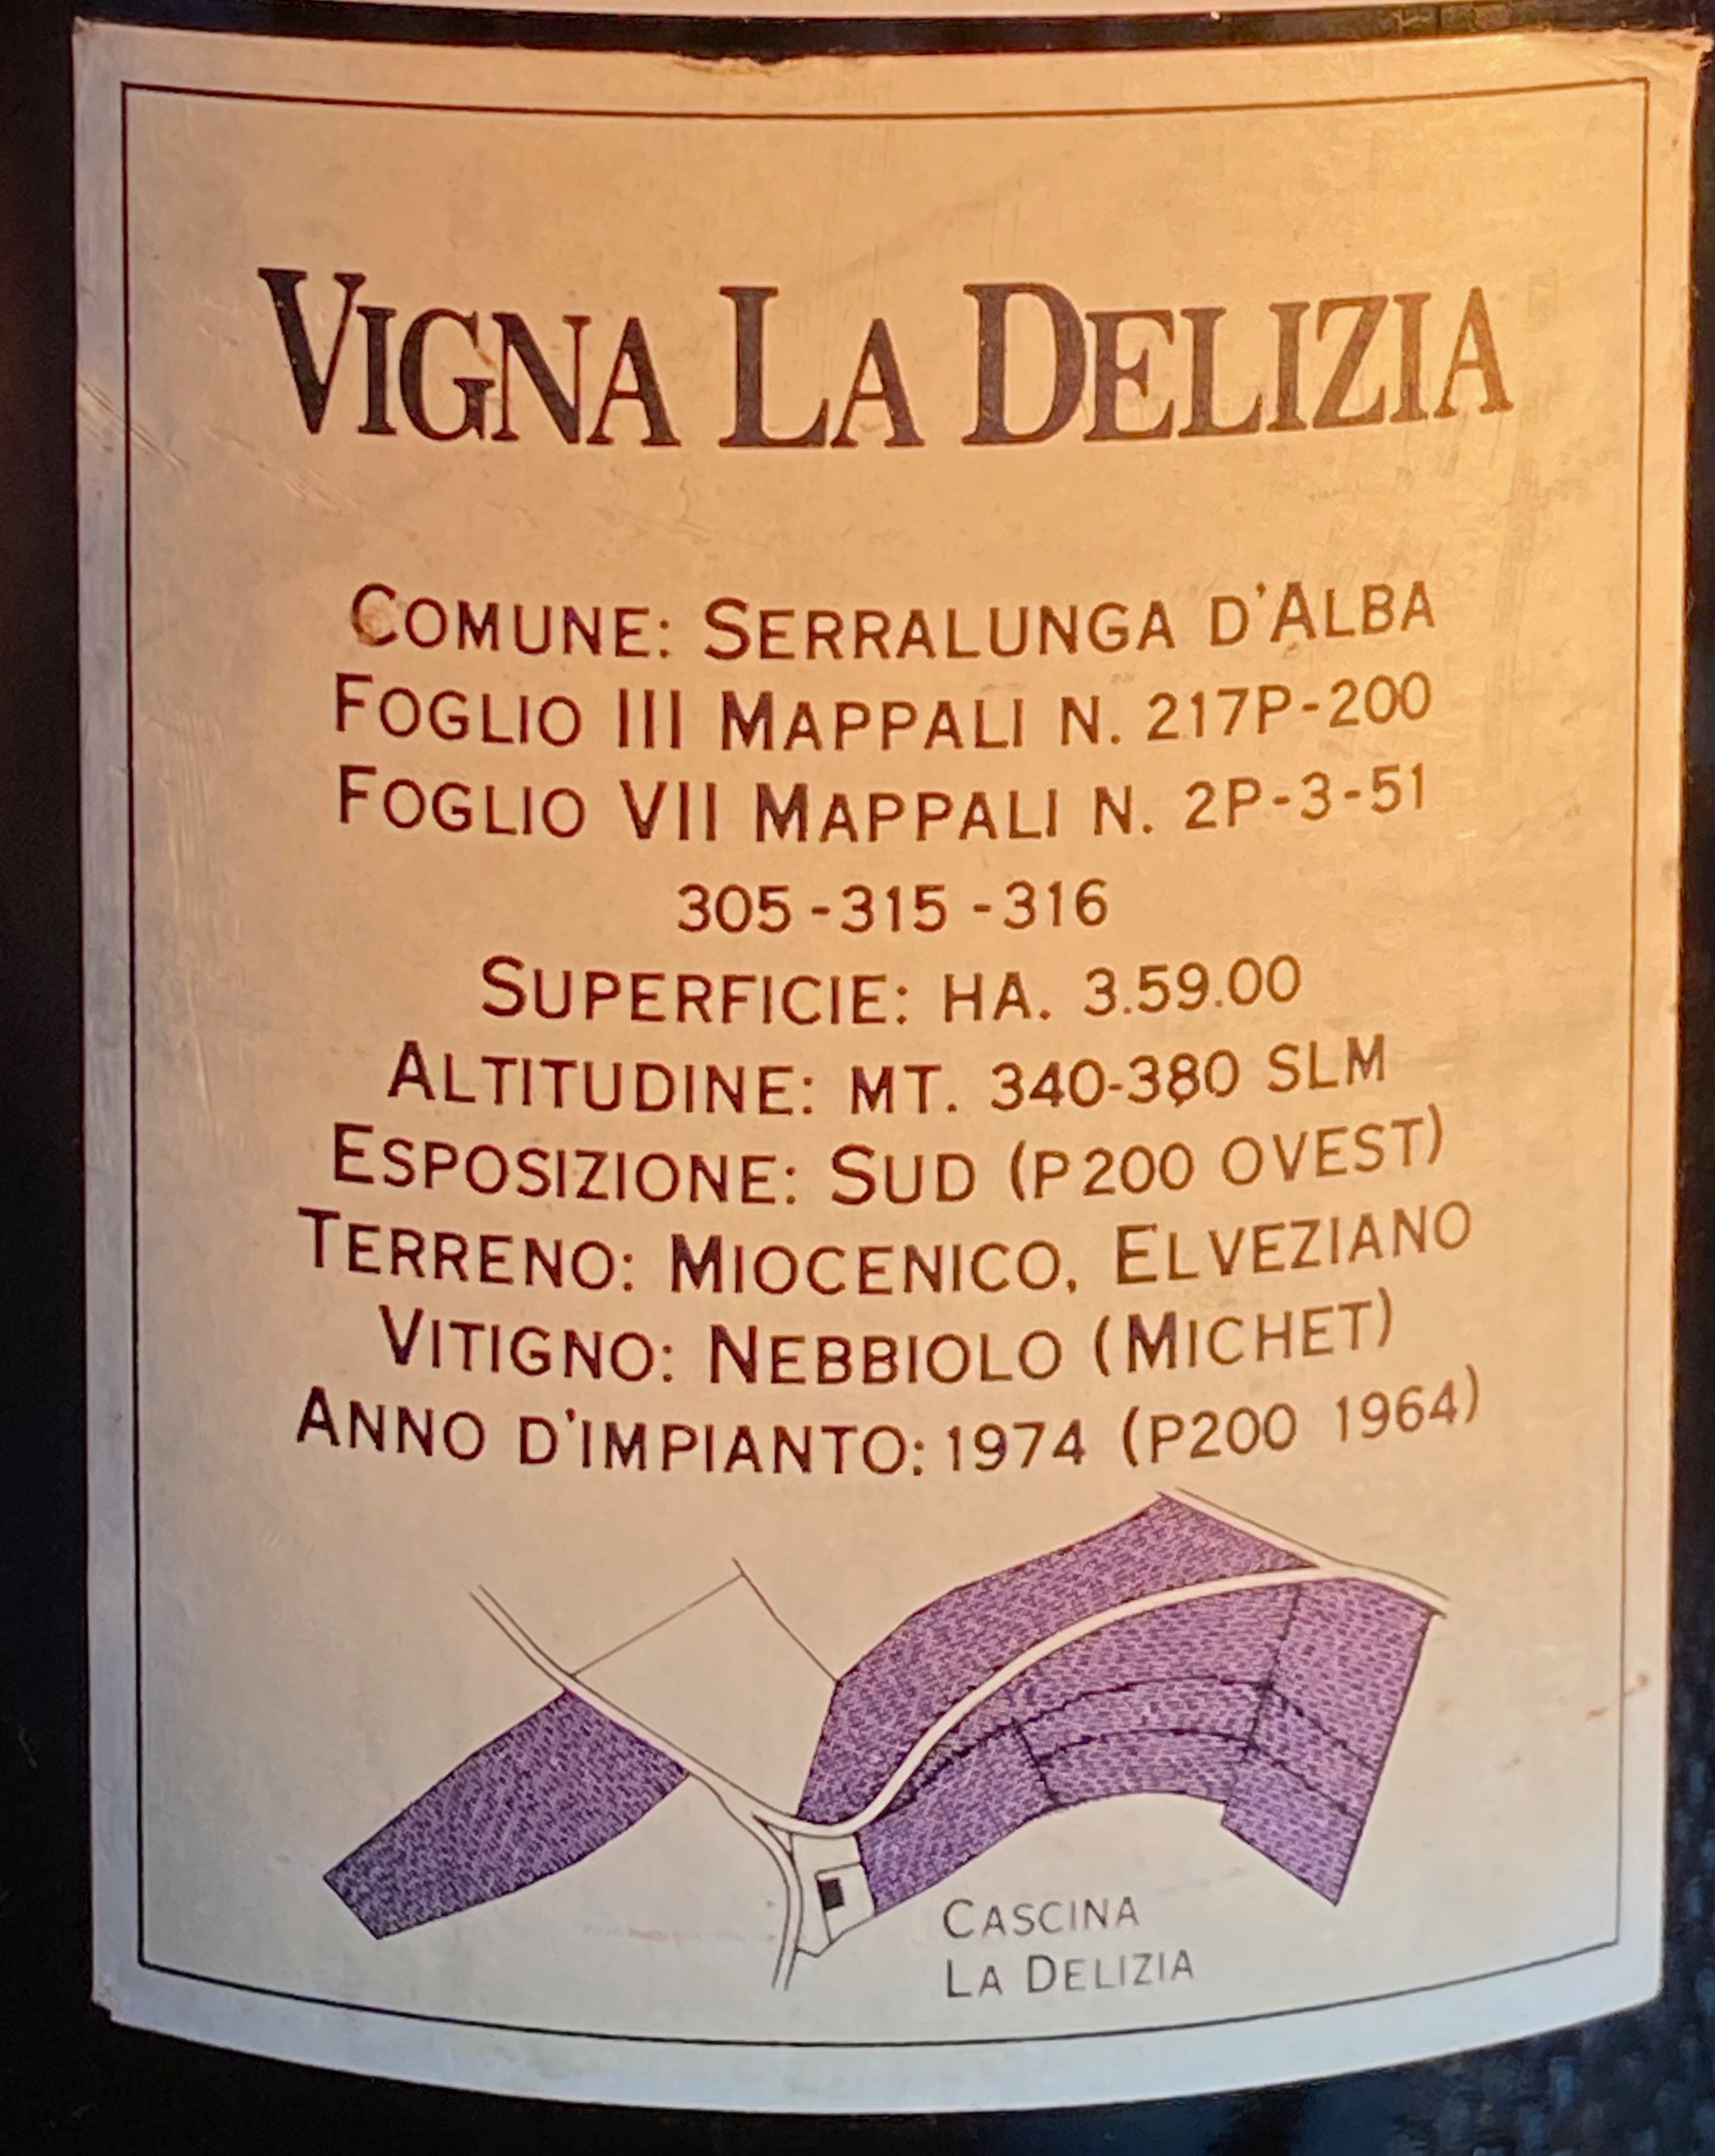 VIGNA LA DELIZIA
COMUNE: SERRALUNGA D'ALBA
FOGLIO III MAPPALI N. 217P-200
FOGLIO VII MAPPALI N. 2P-3-51
305-315-316
SUPERFICIE: HA. 3.59.00
ALTITUDINE: MT. 340-380 SLM
ESPOSIZIONE: SUD (P200 OVEST)
TERRENO: MIOCENICO, ELVEZIANO
VITIGNO: NEBBIOLO (MICHET)
ANNO D'IMPIANTO: 1974 (P200 1964)
CASCINA
LA DELIZIA